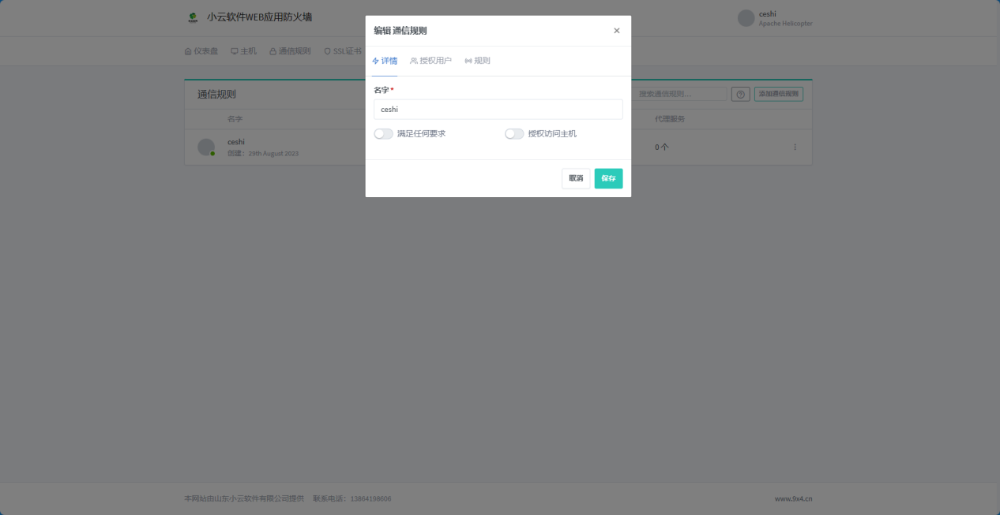 小云软件WEB应用防火墙
ceshi
Apache Helicopter
仪表盘 主机 通信规则 SSL证书
编辑 通信规则 ×
详情 授权用户 规则
名字*
ceshi
满足任何要求 授权访问主机
取消 保存
通信规则 搜索通信规则... 添加通信规则
名字 代理服务
ceshi
创建：29th August 2023
0 个
本网站由山东小云软件有限公司提供 联系电话：13864198606 www.9x4.cn